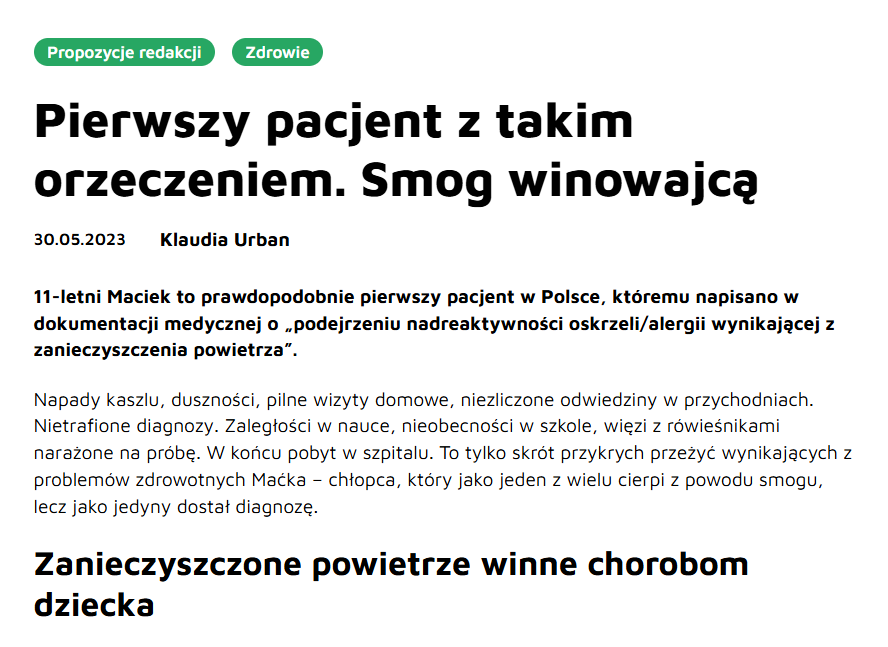 Propozycje redakcji Zdrowie
Pierwszy pacjent z takim
orzeczeniem. Smog winowajcą
30.05.2023 Klaudia Urban
11-letni Maciek to prawdopodobnie pierwszy pacjent w Polsce, któremu napisano w
dokumentacji medycznej o „podejrzeniu nadreaktywności oskrzeli/alergii wynikającej z
zanieczyszczenia powietrza”.
Napady kaszlu, duszności, pilne wizyty domowe, niezliczone odwiedziny w przychodniach.
Nietrafione diagnozy. Zaległości w nauce, nieobecności w szkole, więzi z rówieśnikami
narażone na próbę. W końcu pobyt w szpitalu. To tylko skrót przykrych przeżyć wynikających z
problemów zdrowotnych Maćka – chłopca, który jako jeden z wielu cierpi z powodu smogu,
lecz jako jedyny dostał diagnozę.
Zanieczyszczone powietrze winne chorobom
dziecka